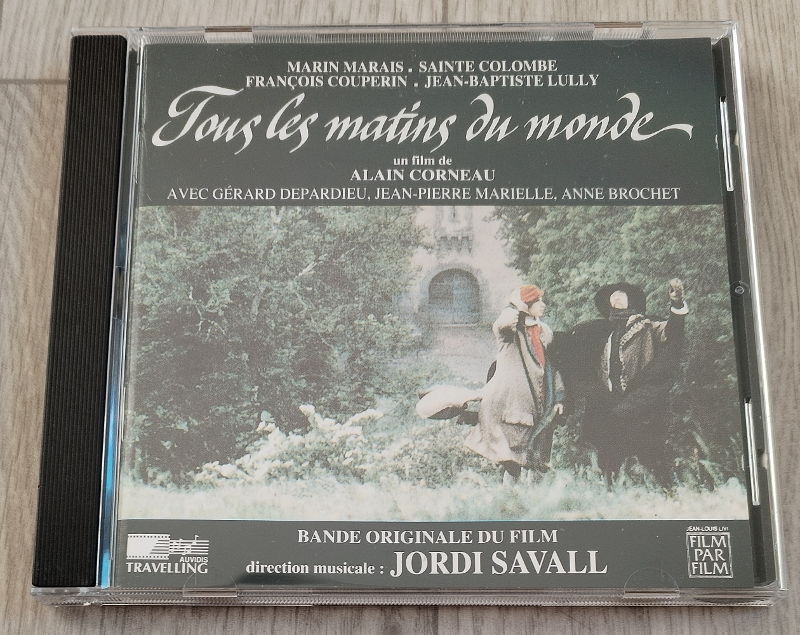 MARIN MARAIS . SAINTE COLOMBE
FRANÇOIS COUPERIN . JEAN-BAPTISTE LULLY
Tous les matins du monde
un film de
ALAIN CORNEAU
AVEC GÉRARD DEPARDIEU, JEAN-PIERRE MARIELLE, ANNE BROCHET
BANDE ORIGINALE DU FILM
direction musicale : JORDI SAVALL
AUVIDIS
TRAVELLING
JEAN-LOUIS LIVI
FILM
PAR
FILM